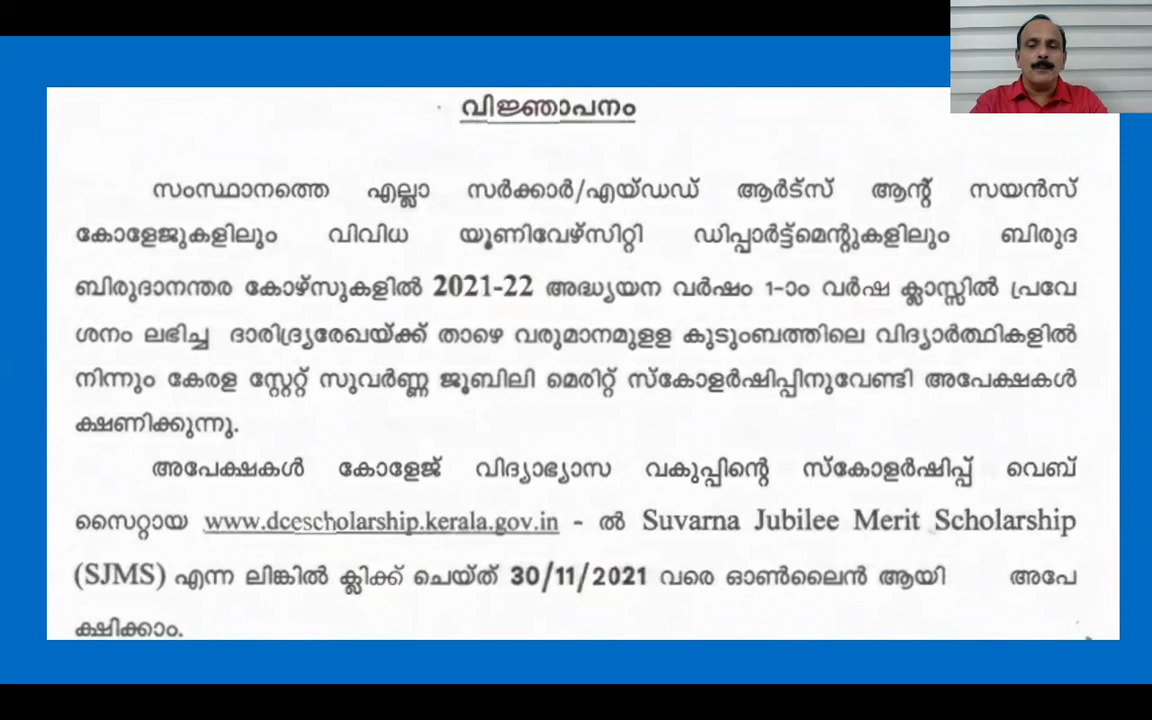 വിജ്ഞാപനം
സംസ്ഥാനത്തെ എല്ലാ സർക്കാർ/എയ്ഡഡ് ആർട്സ് ആന്റ് സയൻസ്
കോളേജുകളിലും വിവിധ യൂണിവേഴ്സിറ്റി ഡിപ്പാർട്ട്മെന്റുകളിലും ബിരുദ
ബിരുദാനന്തര കോഴ്സുകളിൽ 2021-22 അദ്ധ്യയന വർഷം 1-ാം വർഷ ക്ലാസ്സിൽ പ്രവേ
ശനം ലഭിച്ച ദാരിദ്ര്യരേഖയ്ക്ക് താഴെ വരുമാനമുളള കുടുംബത്തിലെ വിദ്യാർത്ഥികളിൽ
നിന്നും കേരള സ്റ്റേറ്റ് സുവർണ്ണ ജൂബിലി മെരിറ്റ് സ്കോളർഷിപ്പിനുവേണ്ടി അപേക്ഷകൾ
ക്ഷണിക്കുന്നു.
അപേക്ഷകൾ കോളേജ് വിദ്യാഭ്യാസ വകുപ്പിന്റെ സ്കോളർഷിപ്പ് വെബ്
സൈറ്റായ www.dcescholarship.kerala.gov.in - ൽ Suvarna Jubilee Merit Scholarship
(SJMS) എന്ന ലിങ്കിൽ ക്ലിക്ക് ചെയ്ത് 30/11/2021 വരെ ഓൺലൈൻ ആയി അപേ
ക്ഷിക്കാം.